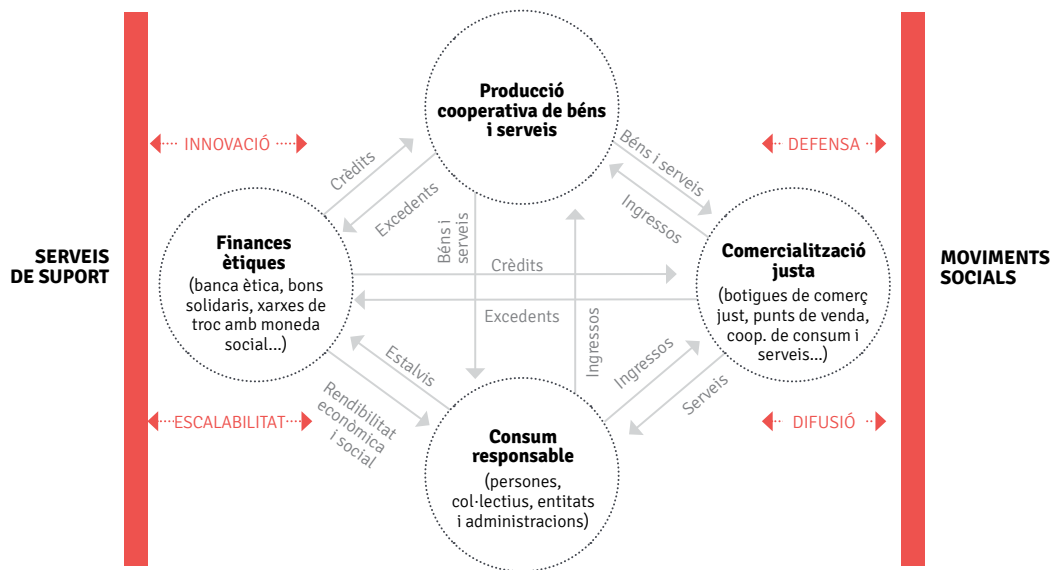 Producció
cooperativa de béns
i serveis
INNOVACIÓ
DEFENSA
Crèdits
Excedents
Béns i
serveis
Béns i serveis
Ingressos
SERVEIS
DE SUPORT
Finances
ètiques
(banca ètica, bons
solidaris, xarxes de
troc amb moneda
social...)
Crèdits
Excedents
Comercialització
justa
(botigues de comerç
just, punts de venda,
coop. de consum i
serveis...)
MOVIMENTS
SOCIALS
Estalvis
Rendibilitat
econòmica
i social
Ingressos
Ingressos
Serveis
ESCALABILITAT
DIFUSIÓ
Consum
responsable
(persones,
col·lectius, entitats
i administracions)